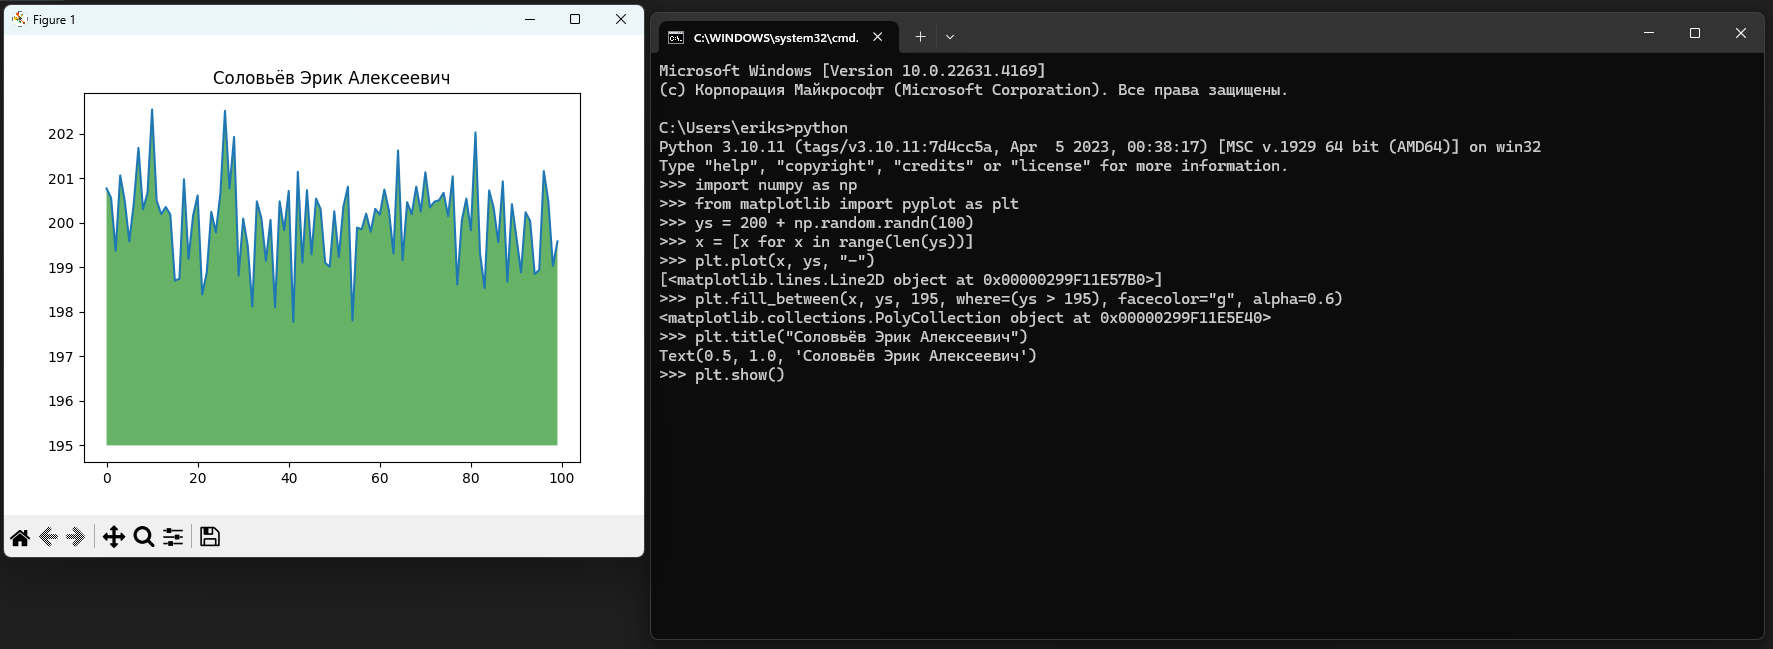 Figure 1
Соловьёв Эрик Алексеевич
202
201
200
199
198
197
196
195
0 20 40 60 80 100
C:\WINDOWS\system32\cmd.
Microsoft Windows [Version 10.0.22631.4169]
(c) Корпорация Майкрософт (Microsoft Corporation). Все права защищены.
C:\Users\eriks>python
Python 3.10.11 (tags/v3.10.11:7d4cc5a, Apr  5 2023, 00:38:17) [MSC v.1929 64 bit (AMD64)] on win32
Type "help", "copyright", "credits" or "license" for more information.
>>> import numpy as np
>>> from matplotlib import pyplot as plt
>>> ys = 200 + np.random.randn(100)
>>> x = [x for x in range(len(ys))]
>>> plt.plot(x, ys, "-")
[<matplotlib.lines.Line2D object at 0x00000299F11E57B0>]
>>> plt.fill_between(x, ys, 195, where=(ys > 195), facecolor="g", alpha=0.6)
<matplotlib.collections.PolyCollection object at 0x00000299F11E5E40>
>>> plt.title("Соловьёв Эрик Алексеевич")
Text(0.5, 1.0, 'Соловьёв Эрик Алексеевич')
>>> plt.show()